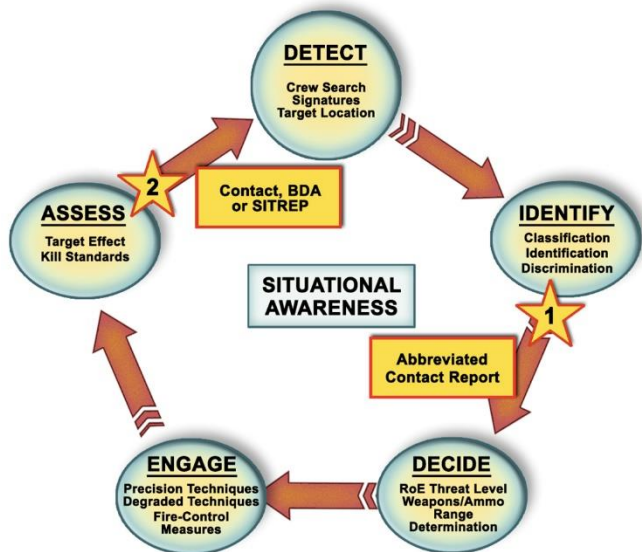 DETECT
Crew Search
Signatures
Target Location
2
Contact, BDA
or SITREP
ASSESS
Target Effect
Kill Standards
IDENTIFY
Classification
Identification
Discrimination
SITUATIONAL
AWARENESS
1
Abbreviated
Contact Report
ENGAGE
Precision Techniques
Degraded Techniques
Fire-Control
Measures
DECIDE
RoE Threat Level
Weapons/Ammo
Range
Determination